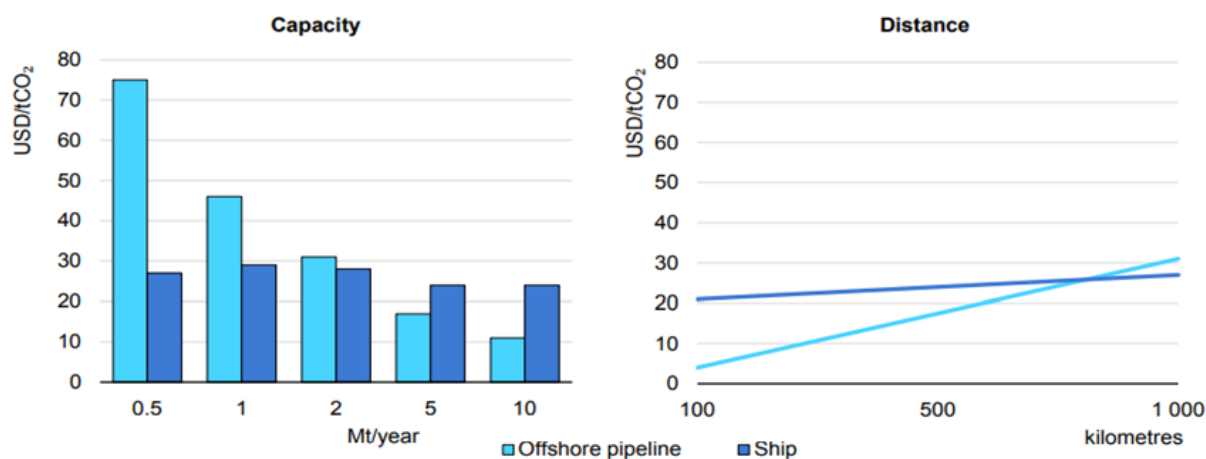 Capacity
USD/tCO₂
80
70
60
50
40
30
20
10
0
0.5 1 2 5 10
Mt/year
Distance
USD/tCO₂
80
70
60
50
40
30
20
10
0
100 500 1 000
kilometres
Offshore pipeline Ship